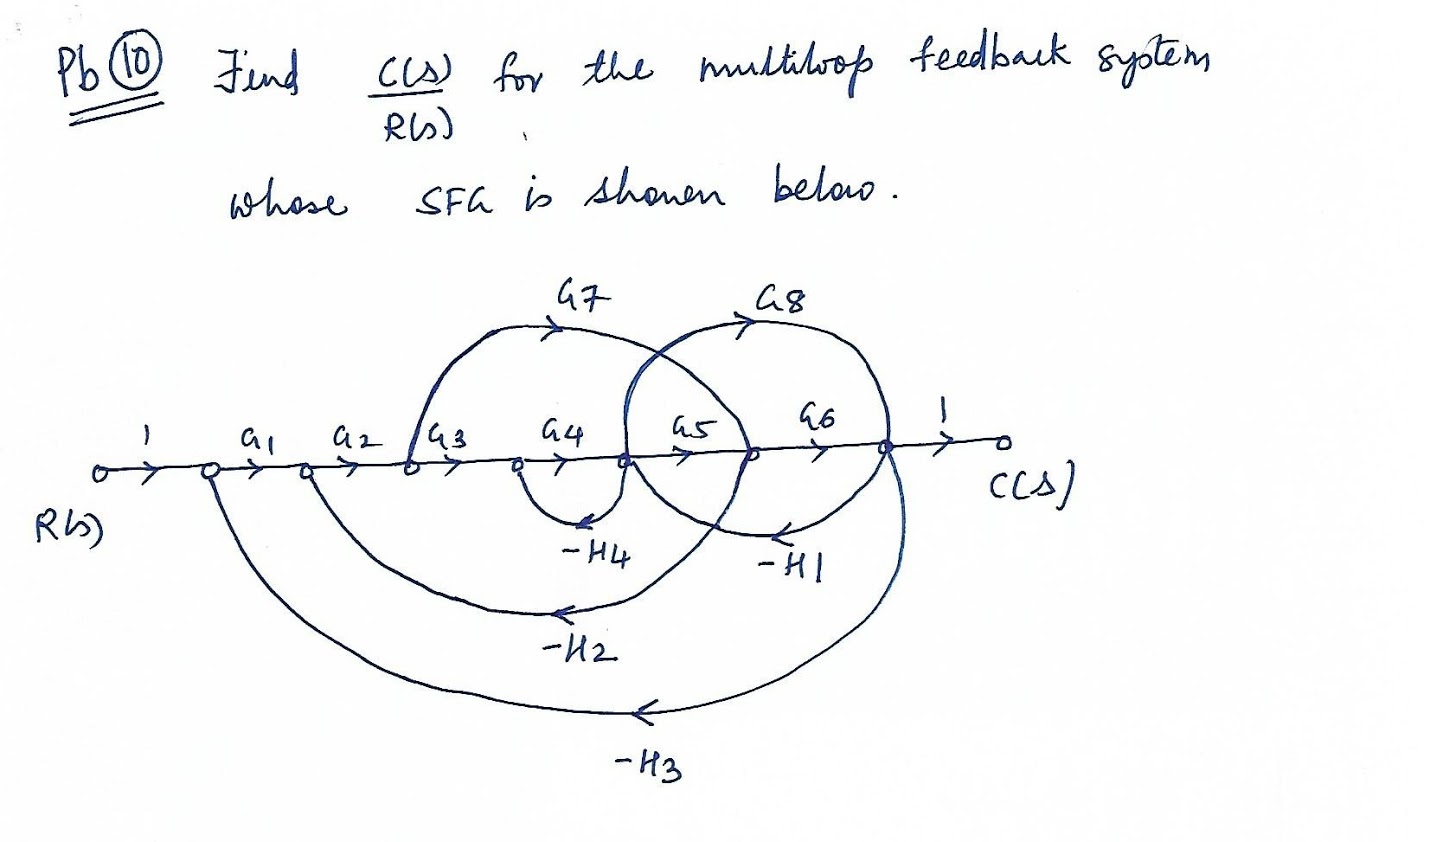 Pb 10 Find C(s) for the multiloop feedback system
R(s)
whose SFG is shown below.
G7 G8
1 G1 G2 G3 G4 G5 G6 1
R(s) C(s)
-H4 -H1
-H2
-H3